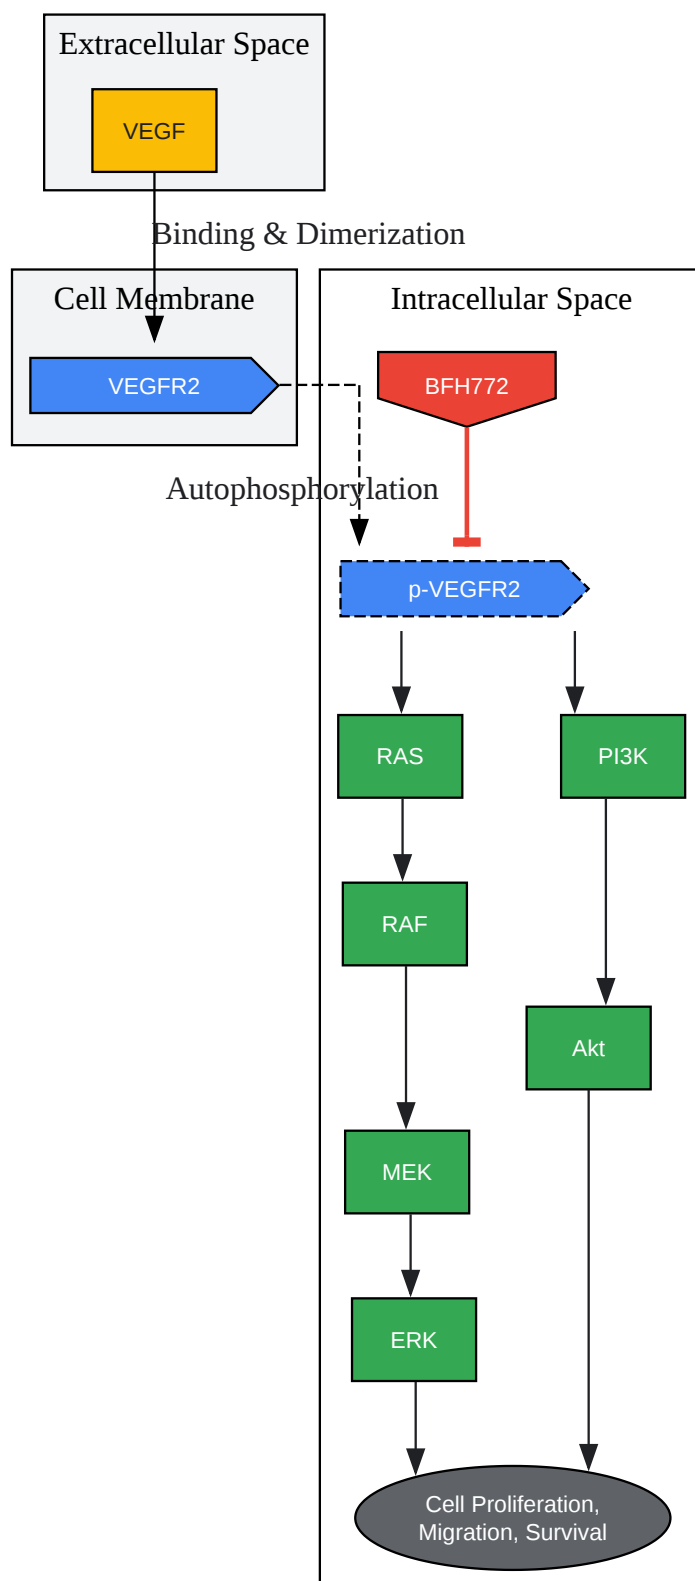 Extracellular Space
VEGF
Binding & Dimerization
Cell Membrane
VEGFR2
Intracellular Space
BFH772
Autophosphorylation
p-VEGFR2
RAS
PI3K
RAF
Akt
MEK
ERK
Cell Proliferation,
Migration, Survival